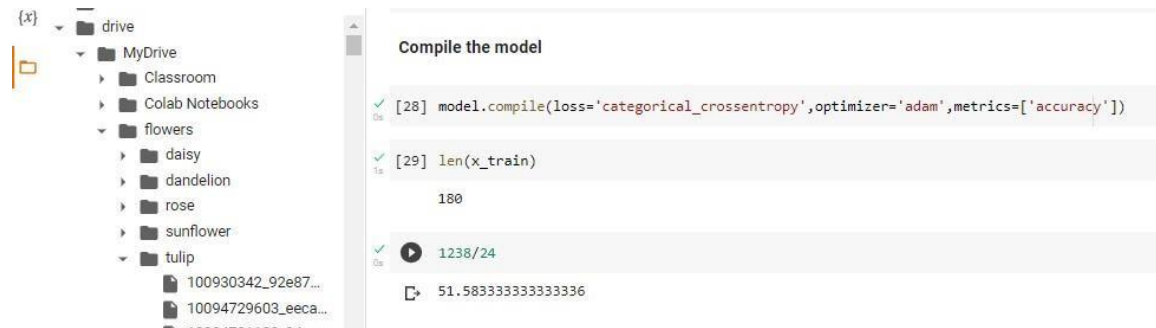 {x}
drive
MyDrive
Classroom
Colab Notebooks
flowers
daisy
dandelion
rose
sunflower
tulip
100930342_92e87...
10094729603_eeca...
Compile the model
[28] model.compile(loss='categorical_crossentropy',optimizer='adam',metrics=['accuracy'])
0s
[29] len(x_train)
1s
180
1238/24
0s
51.583333333333336